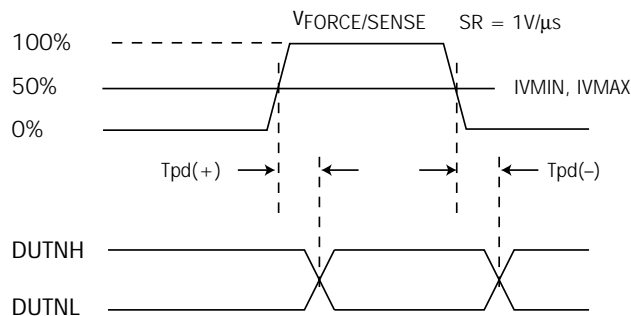 VFORCE/SENSE SR = 1V/μs
100%
50% IVMIN, IVMAX
0%
Tpd(+) Tpd(–)
DUTNH
DUTNL